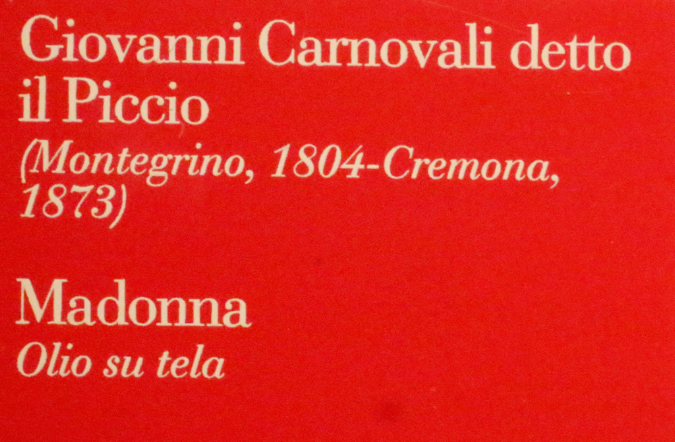 Giovanni Carnovali detto
il Piccio
(Montegrino, 1804-Cremona,
1873)
Madonna
Olio su tela